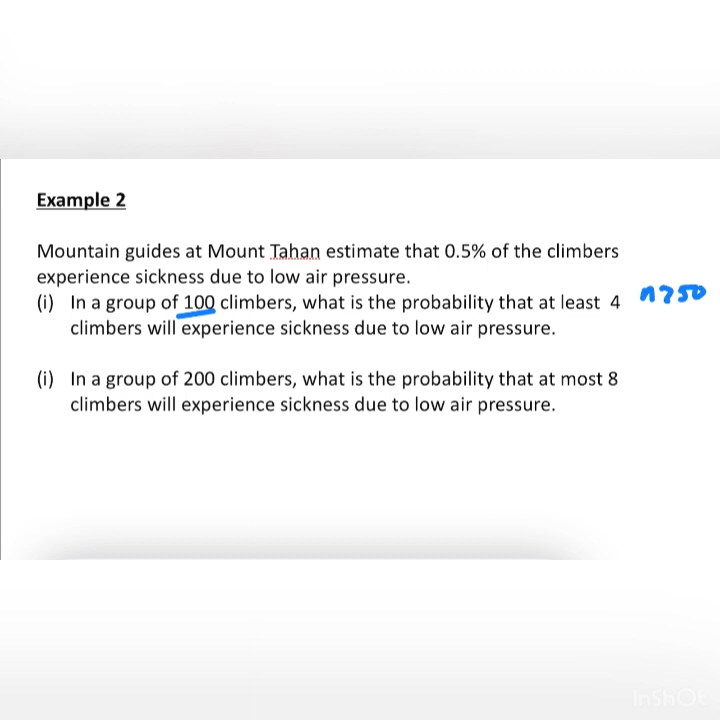 Example 2
Mountain guides at Mount Tahan estimate that 0.5% of the climbers
experience sickness due to low air pressure.
(i) In a group of 100 climbers, what is the probability that at least 4 n>50
climbers will experience sickness due to low air pressure.
(i) In a group of 200 climbers, what is the probability that at most 8
climbers will experience sickness due to low air pressure.
InShOt